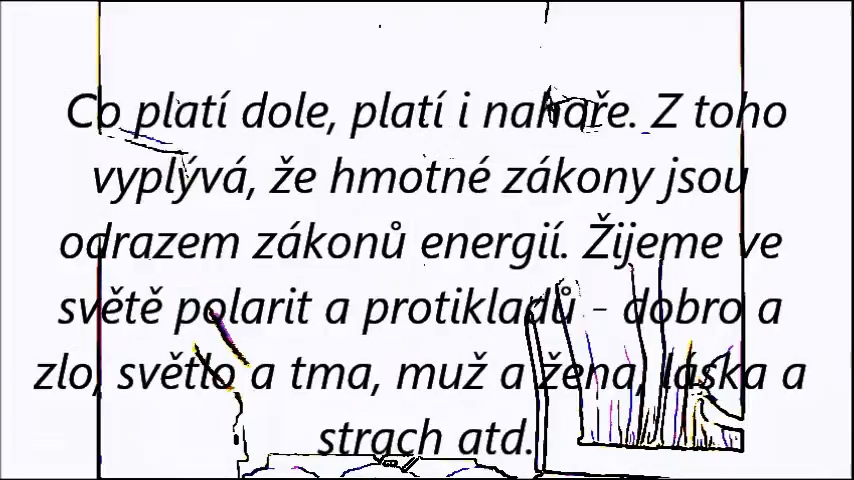 Co platí dole, platí i nahoře. Z toho
vyplývá, že hmotné zákony jsou
odrazem zákonů energií. Žijeme ve
světě polarit a protikladů - dobro a
zlo, světlo a tma, muž a žena, láska a
strach atd.